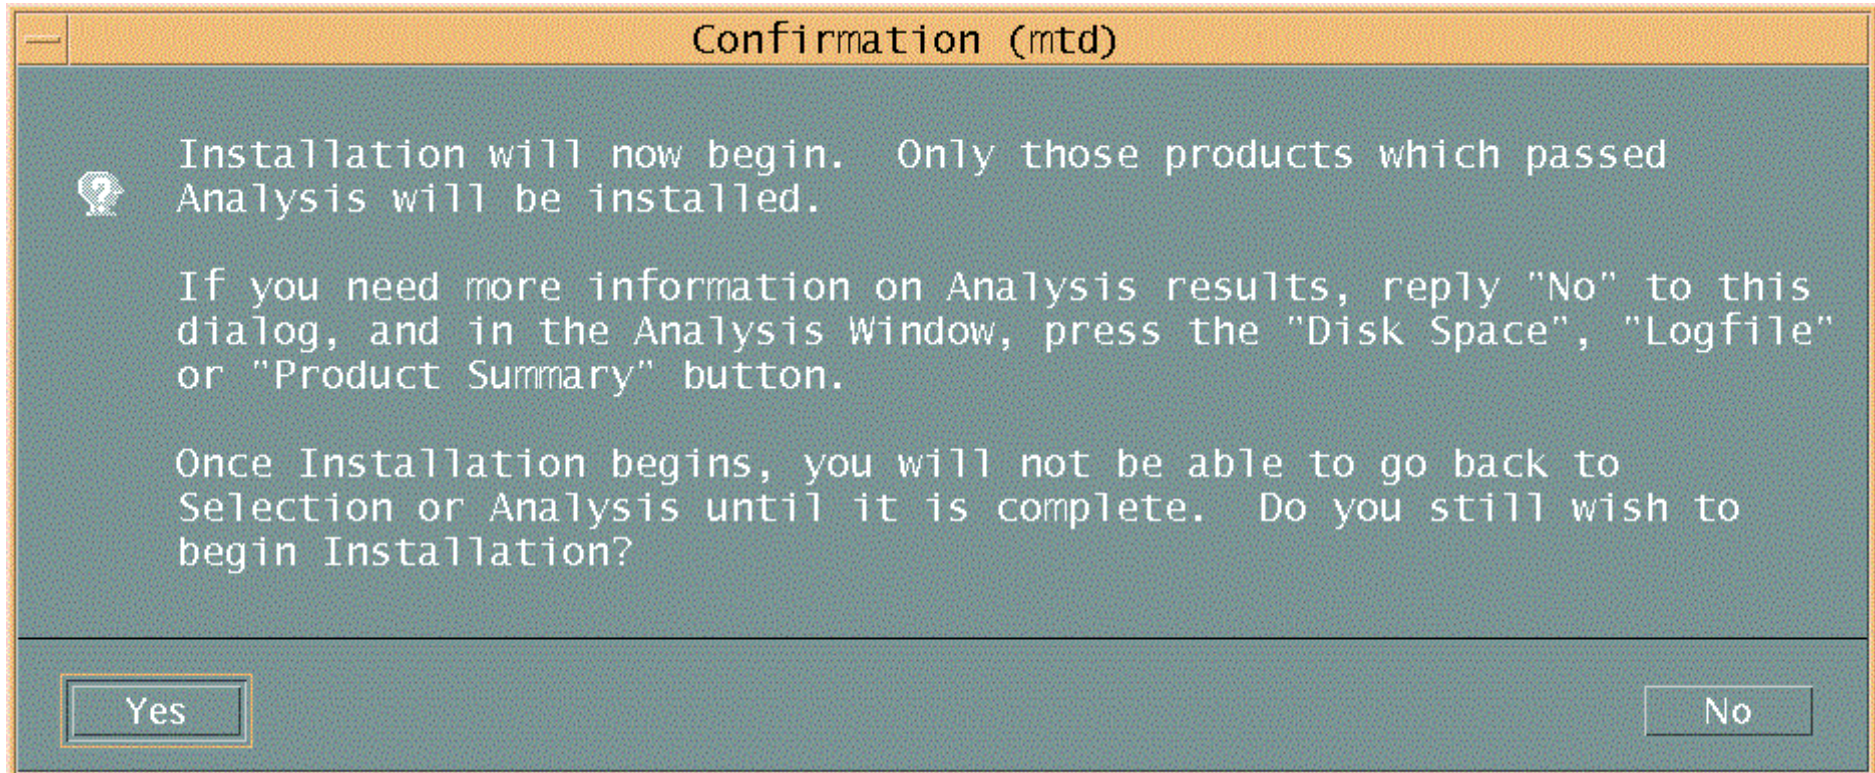 Confirmation (mtd)
Installation will now begin.  Only those products which passed
Analysis will be installed.
If you need more information on Analysis results, reply "No" to this
dialog, and in the Analysis Window, press the "Disk Space", "Logfile"
or "Product Summary" button.
Once Installation begins, you will not be able to go back to
Selection or Analysis until it is complete.  Do you still wish to
begin Installation?
Yes
No